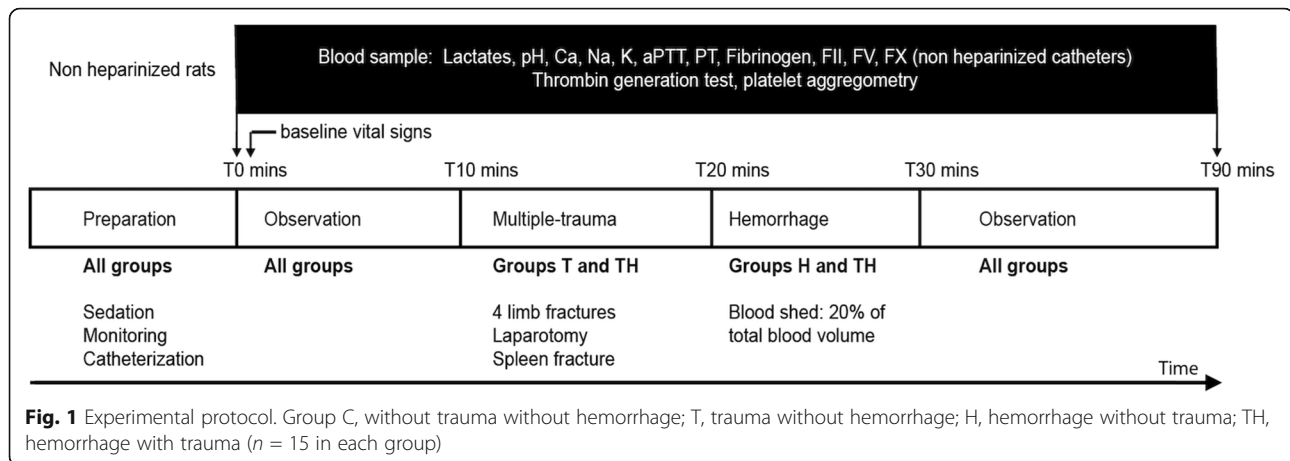 Non heparinized rats
Blood sample: Lactates, pH, Ca, Na, K, aPTT, PT, Fibrinogen, FII, FV, FX (non heparinized catheters)
Thrombin generation test, platelet aggregometry
baseline vital signs
T0 mins T10 mins T20 mins T30 mins T90 mins
Preparation Observation Multiple-trauma Hemorrhage Observation
All groups All groups Groups T and TH Groups H and TH All groups
Sedation 4 limb fractures Blood shed: 20% of
Monitoring Laparotomy total blood volume
Catheterization Spleen fracture
Time
Fig. 1 Experimental protocol. Group C, without trauma without hemorrhage; T, trauma without hemorrhage; H, hemorrhage without trauma; TH,
hemorrhage with trauma (n = 15 in each group)